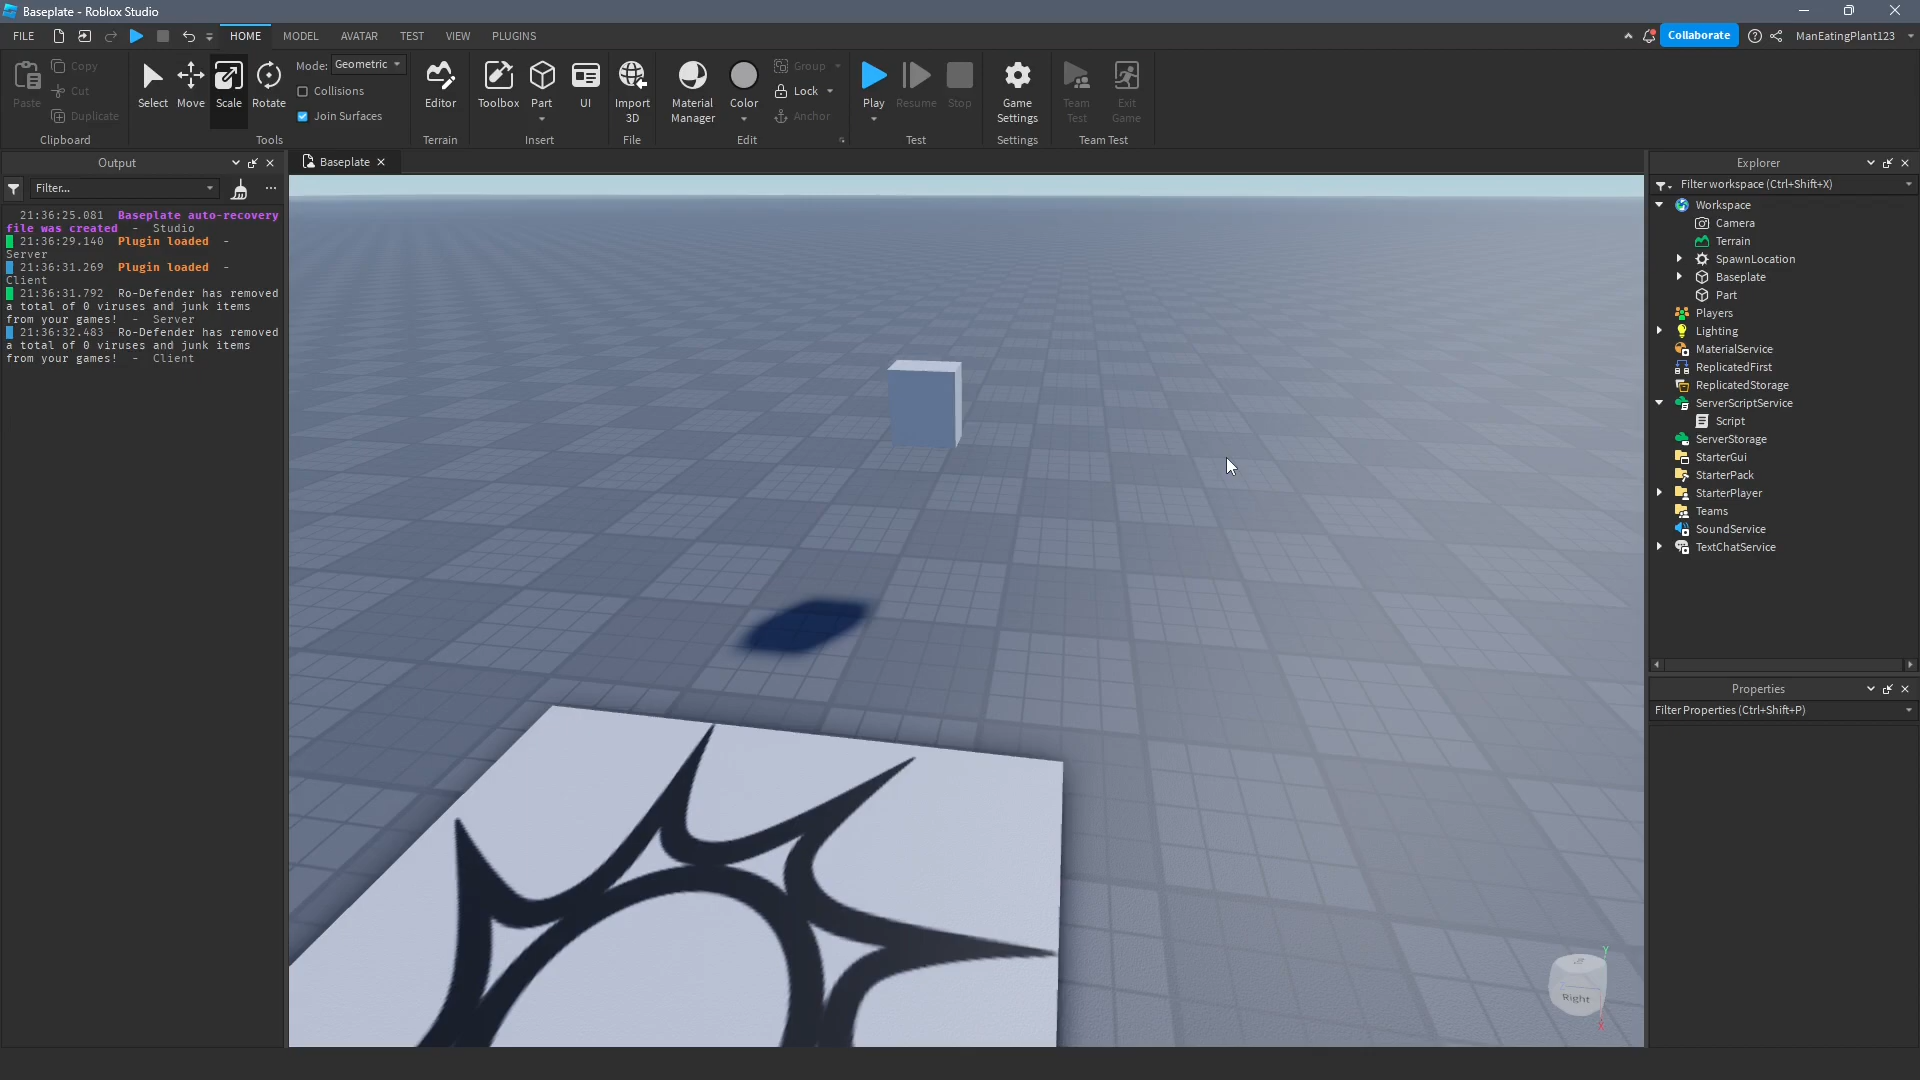 Baseplate - Roblox Studio
FILE HOME MODEL AVATAR TEST VIEW PLUGINS Collaborate ManEatingPlant123
Paste
Copy
Cut
Duplicate
Clipboard
Select Move Scale Rotate
Mode: Geometric
Collisions
Join Surfaces
Tools
Editor
Terrain
Toolbox Part UI
Insert
Import
3D
File
Material
Manager
Color
Group
Lock
Anchor
Edit
Play Resume Stop
Test
Game
Settings
Settings
Team
Test
Exit
Game
Team Test
Output
Filter...
21:36:25.081 Baseplate auto-recovery
file was created - Studio
21:36:29.140 Plugin loaded -
Server
21:36:31.269 Plugin loaded -
Client
21:36:31.792 Ro-Defender has removed
a total of 0 viruses and junk items
from your games! - Server
21:36:32.483 Ro-Defender has removed
a total of 0 viruses and junk items
from your games! - Client
Baseplate
Right
Y
X
Explorer
Filter workspace (Ctrl+Shift+X)
Workspace
Camera
Terrain
SpawnLocation
Baseplate
Part
Players
Lighting
MaterialService
ReplicatedFirst
ReplicatedStorage
ServerScriptService
Script
ServerStorage
StarterGui
StarterPack
StarterPlayer
Teams
SoundService
TextChatService
Properties
Filter Properties (Ctrl+Shift+P)